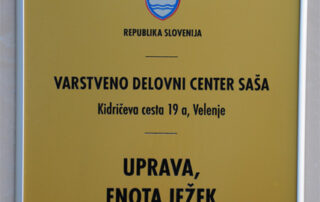 REPUBLIKA SLOVENIJA
VARSTVENO DELOVNI CENTER SAŠA
Kidričeva cesta 19 a, Velenje
UPRAVA,
ENOTA JEŽEK